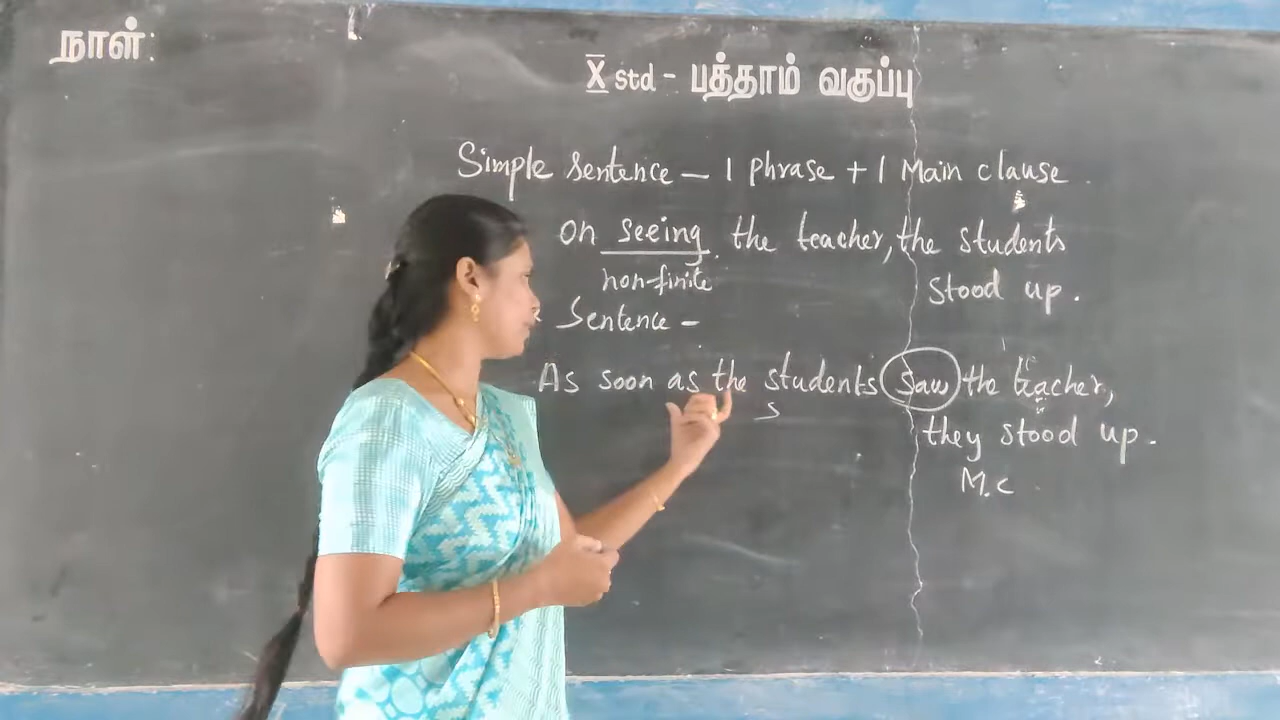 நாள்:
X std - பத்தாம் வகுப்பு
Simple sentence – 1 phrase + 1 Main clause.
On seeing the teacher, the students
non-finite
stood up.
Sentence –
As soon as the students saw the teacher,
S
they stood up.
M.C